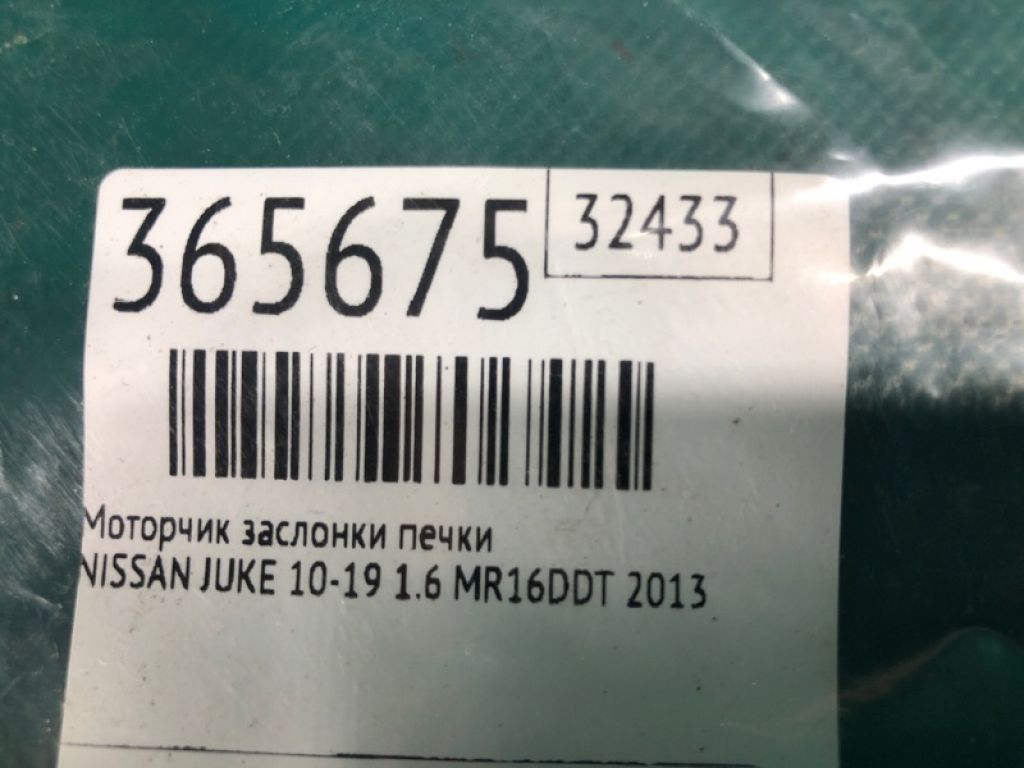 365675
32433
Моторчик заслонки печки
NISSAN JUKE 10-19 1.6 MR16DDT 2013